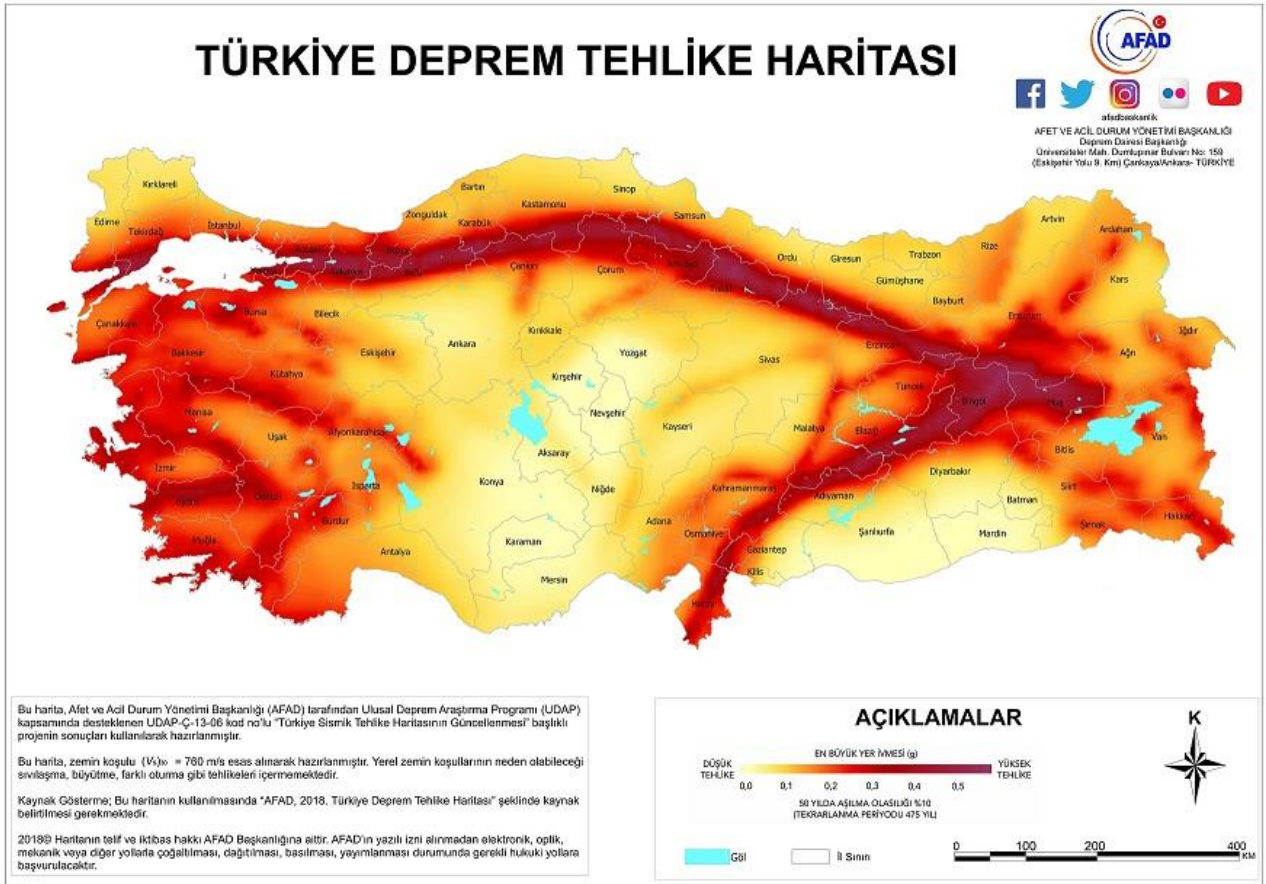 TÜRKİYE DEPREM TEHLİKE HARİTASI
AFAD
afadbaskanlik
AFET VE ACİL DURUM YÖNETİMİ BAŞKANLIĞI
Deprem Dairesi Başkanlığı
Üniversiteler Mah. Dumlupınar Bulvarı No: 159
(Eskişehir Yolu 9. Km) Çankaya/Ankara- TÜRKİYE
Kırklareli
Edirne
Tekirdağ
İstanbul
Zonguldak
Bartın
Karabük
Kastamonu
Sinop
Samsun
Ordu
Giresun
Trabzon
Rize
Artvin
Ardahan
Kars
Gümüşhane
Bayburt
Erzurum
Iğdır
Ağrı
Çanakkale
Bursa
Bilecik
Balıkesir
Kütahya
Eskişehir
Ankara
Çankırı
Çorum
Kırıkkale
Yozgat
Kırşehir
Sivas
Erzincan
Tunceli
Bingöl
Muş
Manisa
Uşak
Afyonkarahisar
Nevşehir
Kayseri
Malatya
Elazığ
Bitlis
Van
İzmir
Aydın
Denizli
Isparta
Konya
Aksaray
Niğde
Kahramanmaraş
Adıyaman
Diyarbakır
Batman
Siirt
Muğla
Burdur
Antalya
Karaman
Mersin
Adana
Osmaniye
Gaziantep
Kilis
Şanlıurfa
Mardin
Şırnak
Hakkari
Hatay
Bu harita, Afet ve Acil Durum Yönetimi Başkanlığı (AFAD) tarafından Ulusal Deprem Araştırma Programı (UDAP)
kapsamında desteklenen UDAP-Ç-13-06 kod no'lu "Türkiye Sismik Tehlike Haritasının Güncellenmesi" başlıklı
projenin sonuçları kullanılarak hazırlanmıştır.
Bu harita, zemin koşulu (Vs)30 = 760 m/s esas alınarak hazırlanmıştır. Yerel zemin koşullarının neden olabileceği
sıvılaşma, büyütme, farklı oturma gibi tehlikeleri içermemektedir.
Kaynak Gösterme; Bu haritanın kullanılmasında "AFAD, 2018. Türkiye Deprem Tehlike Haritası" şeklinde kaynak
belirtilmesi gerekmektedir.
2018© Haritanın telif ve iktibas hakkı AFAD Başkanlığına aittir. AFAD'ın yazılı izni alınmadan elektronik, optik,
mekanik veya diğer yollarla çoğaltılması, dağıtılması, basılması, yayımlanması durumunda gerekli hukuki yollara
başvurulacaktır.
AÇIKLAMALAR
EN BÜYÜK YER İVMESİ (g)
DÜŞÜK TEHLİKE
YÜKSEK TEHLİKE
0,0 0,1 0,2 0,3 0,4 0,5
50 YILDA AŞILMA OLASILIĞI %10
(TEKRARLANMA PERİYODU 475 YIL)
Göl
İl Sınırı
K
0 100 200 400
KM